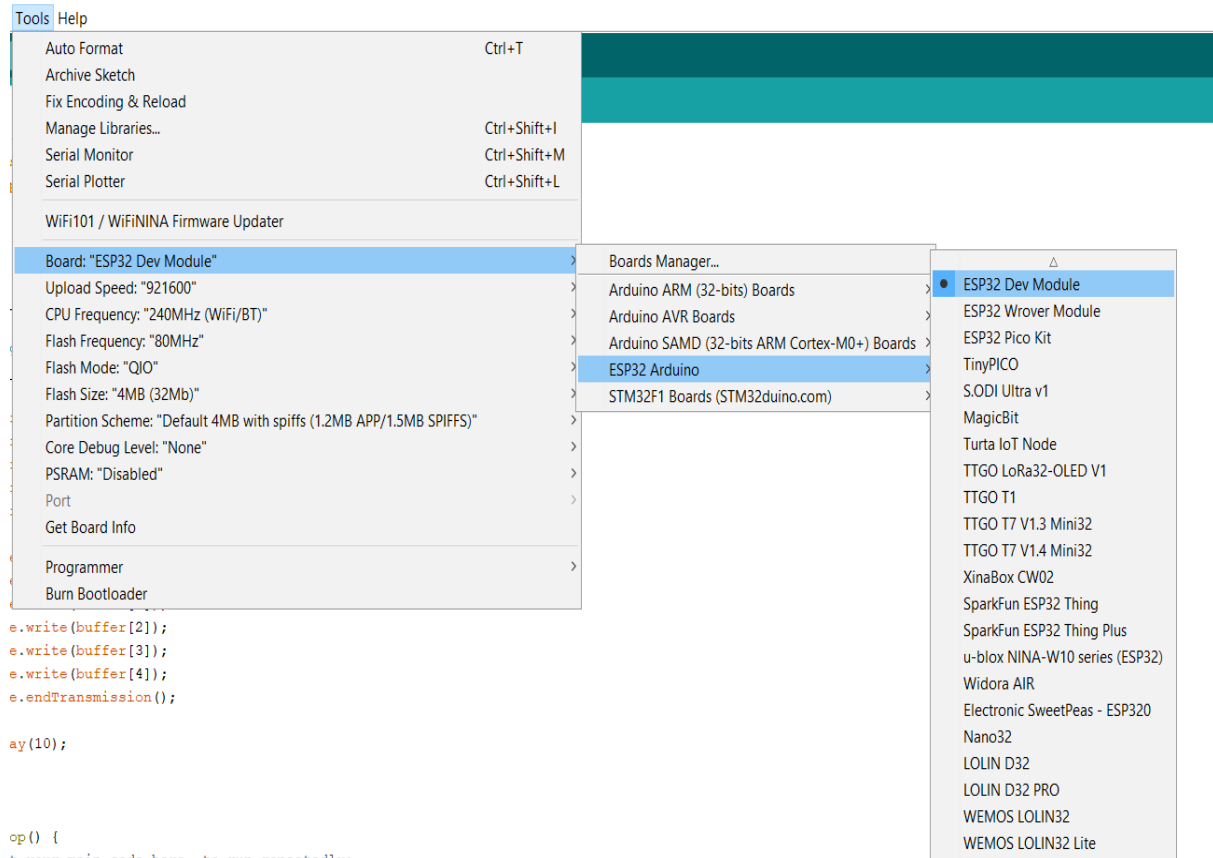 Tools Help
Auto Format Ctrl+T
Archive Sketch
Fix Encoding & Reload
Manage Libraries... Ctrl+Shift+I
Serial Monitor Ctrl+Shift+M
Serial Plotter Ctrl+Shift+L
WiFi101 / WiFiNINA Firmware Updater
Board: "ESP32 Dev Module"
Upload Speed: "921600"
CPU Frequency: "240MHz (WiFi/BT)"
Flash Frequency: "80MHz"
Flash Mode: "QIO"
Flash Size: "4MB (32Mb)"
Partition Scheme: "Default 4MB with spiffs (1.2MB APP/1.5MB SPIFFS)"
Core Debug Level: "None"
PSRAM: "Disabled"
Port
Get Board Info
Programmer
Burn Bootloader
Boards Manager...
Arduino ARM (32-bits) Boards
Arduino AVR Boards
Arduino SAMD (32-bits ARM Cortex-M0+) Boards
ESP32 Arduino
STM32F1 Boards (STM32duino.com)
ESP32 Dev Module
ESP32 Wrover Module
ESP32 Pico Kit
TinyPICO
S.ODI Ultra v1
MagicBit
Turta IoT Node
TTGO LoRa32-OLED V1
TTGO T1
TTGO T7 V1.3 Mini32
TTGO T7 V1.4 Mini32
XinaBox CW02
SparkFun ESP32 Thing
SparkFun ESP32 Thing Plus
u-blox NINA-W10 series (ESP32)
Widora AIR
Electronic SweetPeas - ESP320
Nano32
LOLIN D32
LOLIN D32 PRO
WEMOS LOLIN32
WEMOS LOLIN32 Lite
e.write(buffer[2]);
e.write(buffer[3]);
e.write(buffer[4]);
e.endTransmission();
ay(10);
op() {